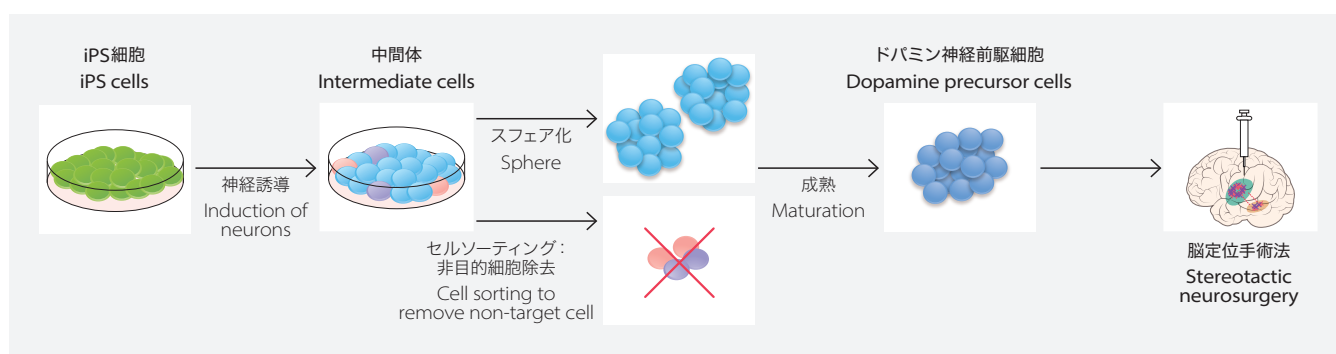 iPS細胞
iPS cells
神経誘導
Induction of
neurons
中間体
Intermediate cells
スフェア化
Sphere
セルソーティング：
非目的細胞除去
Cell sorting to
remove non-target cell
成熟
Maturation
ドパミン神経前駆細胞
Dopamine precursor cells
脳定位手術法
Stereotactic
neurosurgery